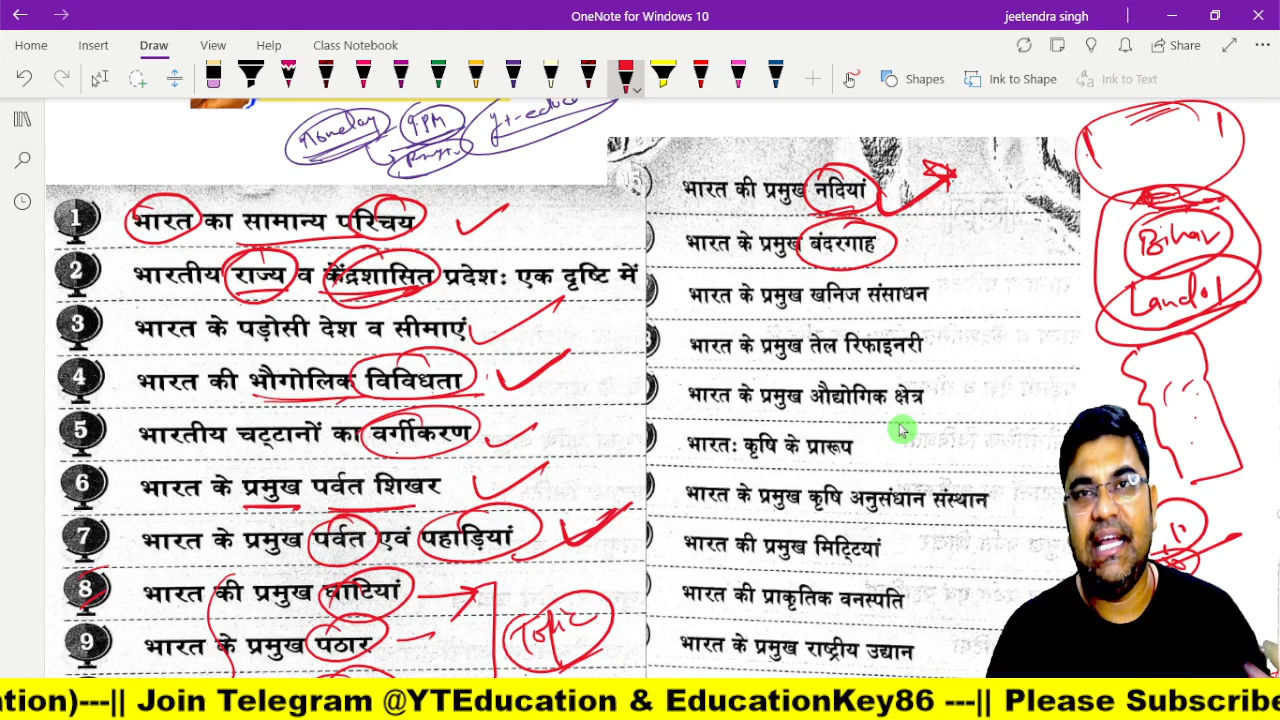 OneNote for Windows 10
jeetendra singh
Home Insert Draw View Help Class Notebook
Share
Shapes Ink to Shape Ink to Text
Monday 9:PM
1 भारत का सामान्य परिचय
2 भारतीय राज्य व केंद्रशासित प्रदेशः एक दृष्टि में
3 भारत के पड़ोसी देश व सीमाएं
4 भारत की भौगोलिक विविधता
5 भारतीय चट्टानों का वर्गीकरण
6 भारत के प्रमुख पर्वत शिखर
7 भारत के प्रमुख पर्वत एवं पहाड़ियां
8 भारत की प्रमुख घाटियां
9 भारत के प्रमुख पठार
Topic
भारत की प्रमुख नदियां
भारत के प्रमुख बंदरगाह
भारत के प्रमुख खनिज संसाधन
भारत के प्रमुख तेल रिफाइनरी
भारत के प्रमुख औद्योगिक क्षेत्र
भारतः कृषि के प्रारूप
भारत के प्रमुख कृषि अनुसंधान संस्थान
भारत की प्रमुख मिट्टियां
भारत की प्राकृतिक वनस्पति
भारत के प्रमुख राष्ट्रीय उद्यान
Bihar
ation)---|| Join Telegram @YTEducation & EducationKey86 ---|| Please Subscribe